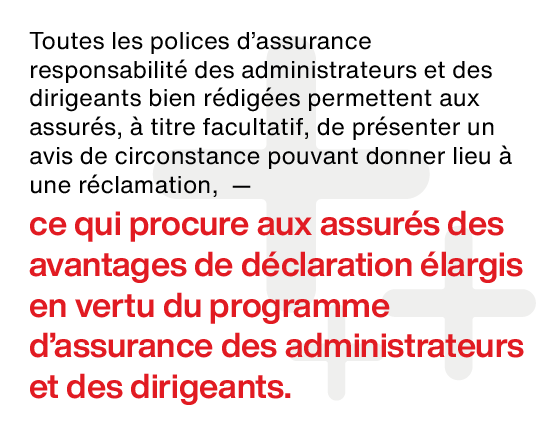 Toutes les polices d’assurance
responsabilité des administrateurs et des
dirigeants bien rédigées permettent aux
assurés, à titre facultatif, de présenter un
avis de circonstance pouvant donner lieu à
une réclamation, —
ce qui procure aux assurés des
avantages de déclaration élargis
en vertu du programme
d’assurance des administrateurs
et des dirigeants.